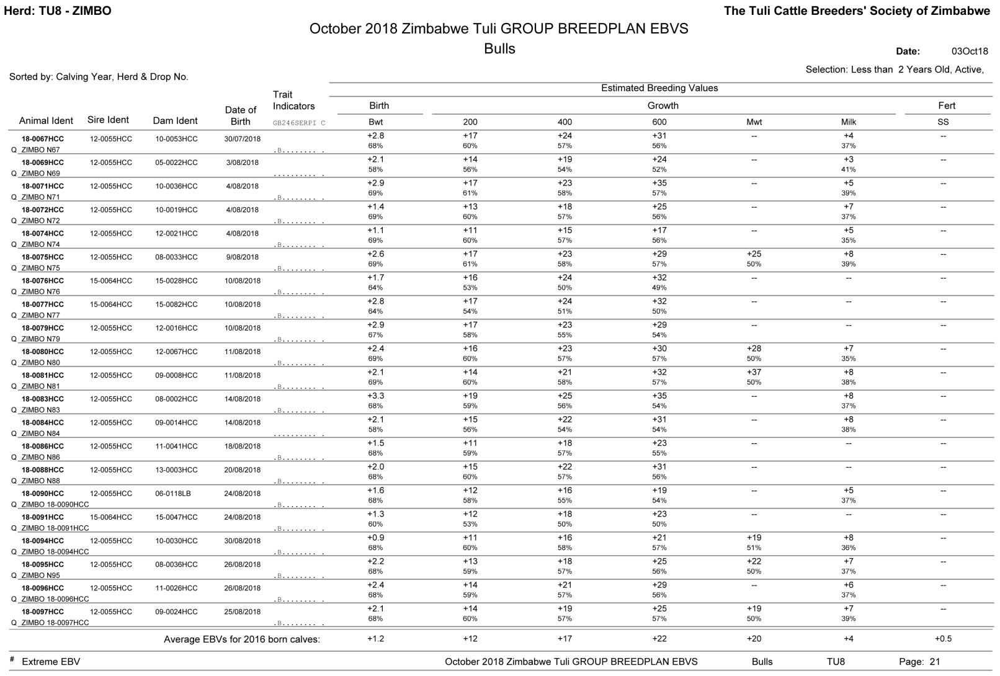 Herd: TU8 - ZIMBO The Tuli Cattle Breeders' Society of Zimbabwe
October 2018 Zimbabwe Tuli GROUP BREEDPLAN EBVS
Bulls
Date: 03Oct18
Selection: Less than 2 Years Old, Active,
Sorted by: Calving Year, Herd & Drop No.
Estimated Breeding Values
Trait
Indicators Birth Growth Fert
Date of
Animal Ident Sire Ident Dam Ident Birth GB246SERPI C Bwt 200 400 600 Mwt Milk SS
18-0067HCC 12-0055HCC 10-0053HCC 30/07/2018 +2.8 +17 +24 +31 -- +4 --
Q ZIMBO N67 .B........ . 68% 60% 57% 56% 37%
18-0069HCC 12-0055HCC 05-0022HCC 3/08/2018 +2.1 +14 +19 +24 -- +3 --
Q ZIMBO N69 .......... . 58% 56% 54% 52% 41%
18-0071HCC 12-0055HCC 10-0036HCC 4/08/2018 +2.9 +17 +23 +35 -- +5 --
Q ZIMBO N71 .B........ . 69% 61% 58% 57% 39%
18-0072HCC 12-0055HCC 10-0019HCC 4/08/2018 +1.4 +13 +18 +25 -- +7 --
Q ZIMBO N72 .B........ . 69% 60% 57% 56% 37%
18-0074HCC 12-0055HCC 12-0021HCC 4/08/2018 +1.1 +11 +15 +17 -- +5 --
Q ZIMBO N74 .B........ . 69% 60% 57% 56% 35%
18-0075HCC 12-0055HCC 08-0033HCC 9/08/2018 +2.6 +17 +23 +29 +25 +8 --
Q ZIMBO N75 .B........ . 69% 61% 58% 57% 50% 39%
18-0076HCC 15-0064HCC 15-0028HCC 10/08/2018 +1.7 +16 +24 +32 -- -- --
Q ZIMBO N76 .B........ . 64% 53% 50% 49%
18-0077HCC 15-0064HCC 15-0082HCC 10/08/2018 +2.8 +17 +24 +32 -- -- --
Q ZIMBO N77 .B........ . 64% 54% 51% 50%
18-0079HCC 12-0055HCC 12-0016HCC 10/08/2018 +2.9 +17 +23 +29 -- -- --
Q ZIMBO N79 .B........ . 67% 58% 55% 54%
18-0080HCC 12-0055HCC 12-0067HCC 11/08/2018 +2.4 +16 +23 +30 +28 +7 --
Q ZIMBO N80 .B........ . 69% 60% 57% 57% 50% 35%
18-0081HCC 12-0055HCC 09-0008HCC 11/08/2018 +2.1 +14 +21 +32 +37 +8 --
Q ZIMBO N81 .B........ . 69% 60% 58% 57% 50% 38%
18-0083HCC 12-0055HCC 08-0002HCC 14/08/2018 +3.3 +19 +25 +35 -- +8 --
Q ZIMBO N83 .B........ . 68% 59% 56% 54% 37%
18-0084HCC 12-0055HCC 09-0014HCC 14/08/2018 +2.1 +15 +22 +31 -- +8 --
Q ZIMBO N84 .......... . 58% 56% 54% 54% 38%
18-0086HCC 12-0055HCC 11-0041HCC 18/08/2018 +1.5 +11 +18 +23 -- -- --
Q ZIMBO N86 .B........ . 68% 59% 57% 55%
18-0088HCC 12-0055HCC 13-0003HCC 20/08/2018 +2.0 +15 +22 +31 -- -- --
Q ZIMBO N88 .B........ . 68% 60% 57% 56%
18-0090HCC 12-0055HCC 06-0118LB 24/08/2018 +1.6 +12 +16 +19 -- +5 --
Q ZIMBO 18-0090HCC .B........ . 68% 58% 55% 54% 37%
18-0091HCC 15-0064HCC 15-0047HCC 24/08/2018 +1.3 +12 +18 +23 -- -- --
Q ZIMBO 18-0091HCC .B........ . 60% 53% 50% 50%
18-0094HCC 12-0055HCC 10-0030HCC 30/08/2018 +0.9 +11 +16 +21 +19 +8 --
Q ZIMBO 18-0094HCC .B........ . 68% 60% 58% 57% 51% 36%
18-0095HCC 12-0055HCC 08-0036HCC 26/08/2018 +2.2 +13 +18 +25 +22 +7 --
Q ZIMBO N95 .B........ . 68% 59% 57% 56% 50% 37%
18-0096HCC 12-0055HCC 11-0026HCC 26/08/2018 +2.4 +14 +21 +29 -- +6 --
Q ZIMBO 18-0096HCC .B........ . 68% 59% 57% 56% 37%
18-0097HCC 12-0055HCC 09-0024HCC 25/08/2018 +2.1 +14 +19 +25 +19 +7 --
Q ZIMBO 18-0097HCC .B........ . 68% 60% 57% 57% 50% 39%
Average EBVs for 2016 born calves: +1.2 +12 +17 +22 +20 +4 +0.5
# Extreme EBV October 2018 Zimbabwe Tuli GROUP BREEDPLAN EBVS Bulls TU8 Page: 21